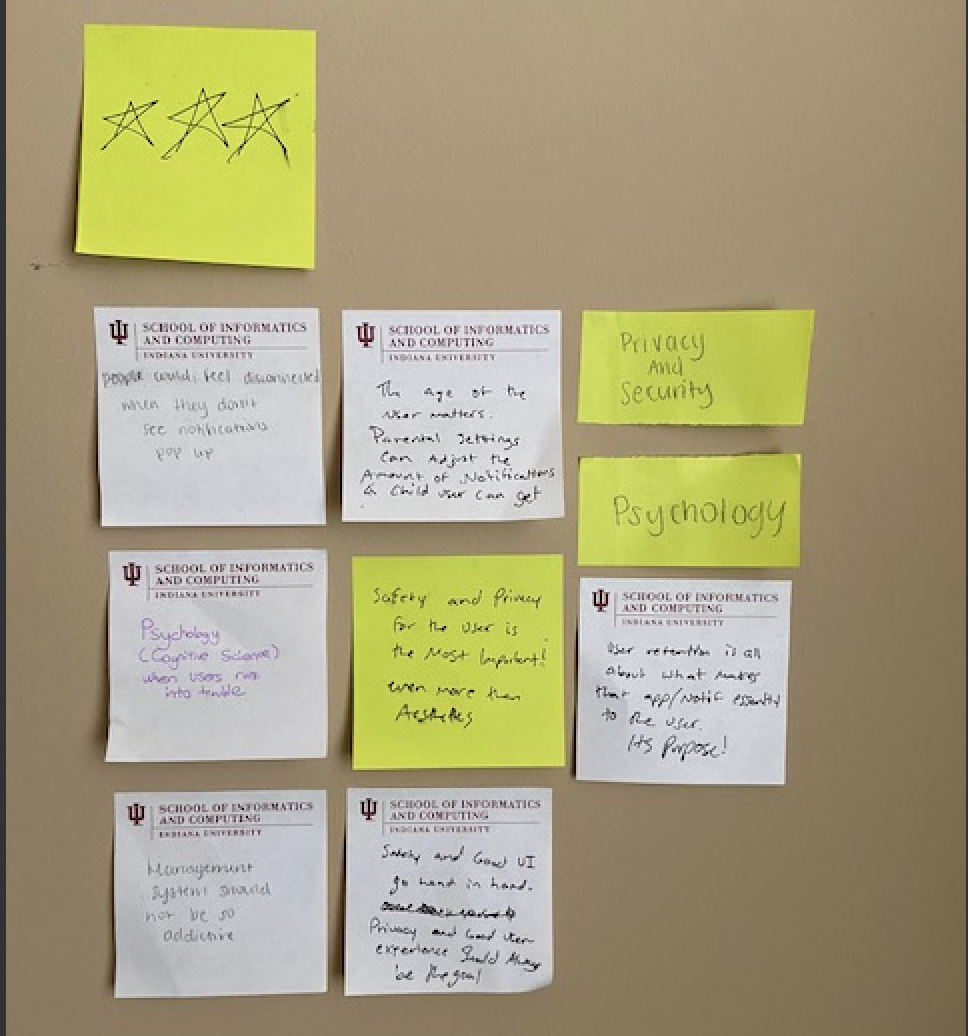 SCHOOL OF INFORMATICS
AND COMPUTING
INDIANA UNIVERSITY
people could feel disconnected
when they don't
see notifications
pop up
SCHOOL OF INFORMATICS
AND COMPUTING
INDIANA UNIVERSITY
The Age of the
User matters.
Parental Settings
Can Adjust the
Amount of Notifications
a Child user Can get
Privacy
And
Security
Psychology
SCHOOL OF INFORMATICS
AND COMPUTING
INDIANA UNIVERSITY
Psychology
(Cognitive Science)
when users run
into trouble
Safety and Privacy
for the User is
the Most Important!
even more than
Aesthetics
SCHOOL OF INFORMATICS
AND COMPUTING
INDIANA UNIVERSITY
User retention is all
About what makes
that app/Notif essential
to the user.
Its Purpose!
SCHOOL OF INFORMATICS
AND COMPUTING
INDIANA UNIVERSITY
Management
System should
not be so
addictive
SCHOOL OF INFORMATICS
AND COMPUTING
INDIANA UNIVERSITY
Safety and Good UI
go hand in hand.
Privacy and Good user
experience Should Always
be the goal